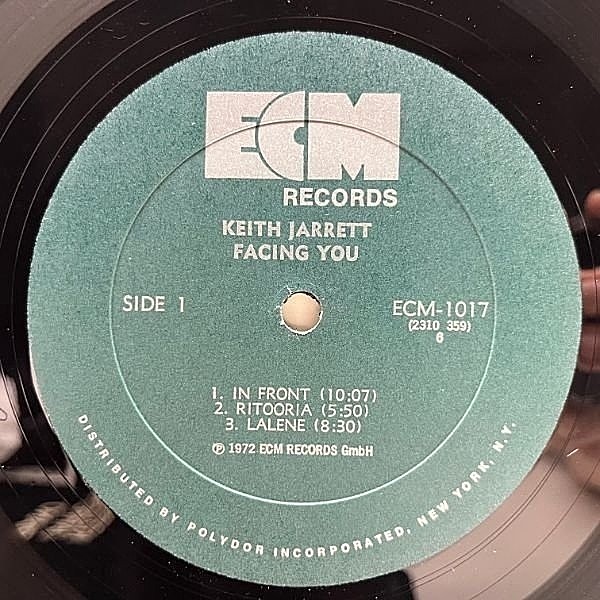 ECM
RECORDS
KEITH JARRETT
FACING YOU
SIDE 1
ECM-1017
(2310 359)
6
1. IN FRONT (10:07)
2. RITOORIA (5:50)
3. LALENE (8:30)
℗ 1972 ECM RECORDS GmbH
DISTRIBUTED BY POLYDOR INCORPORATED, NEW YORK, N.Y.